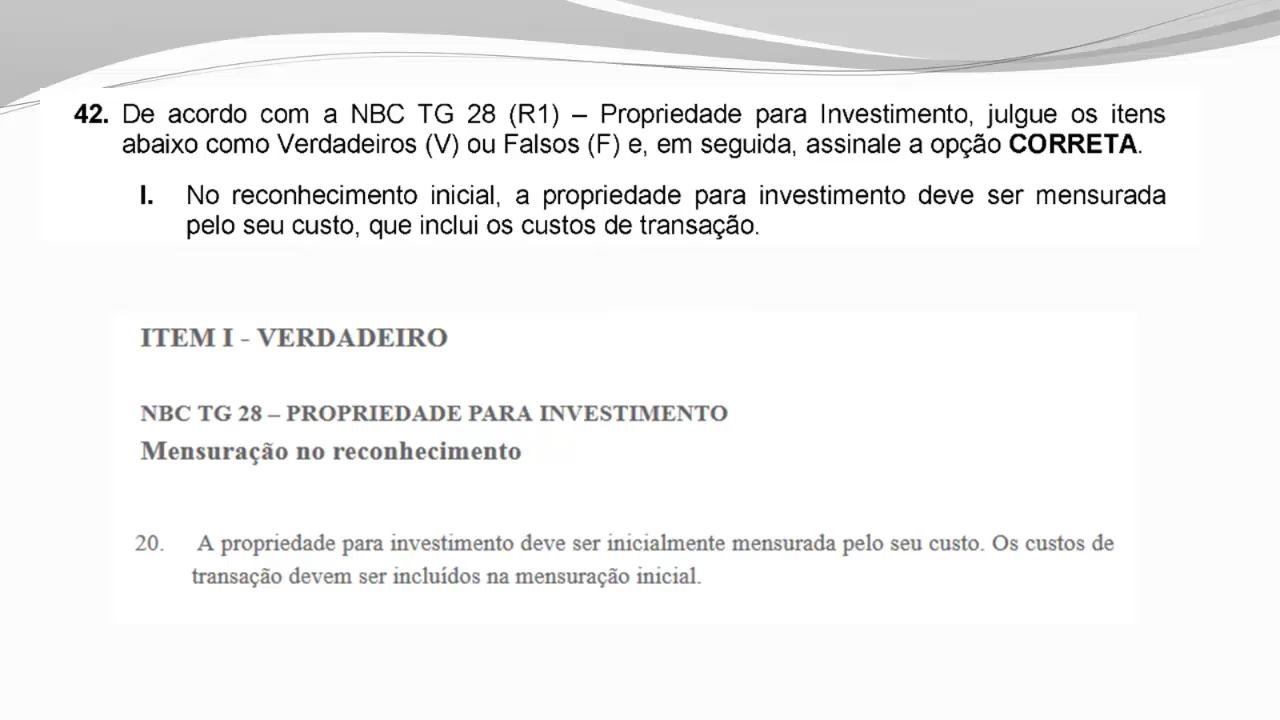 42. De acordo com a NBC TG 28 (R1) – Propriedade para Investimento, julgue os itens
abaixo como Verdadeiros (V) ou Falsos (F) e, em seguida, assinale a opção CORRETA.
I. No reconhecimento inicial, a propriedade para investimento deve ser mensurada
pelo seu custo, que inclui os custos de transação.
ITEM I - VERDADEIRO
NBC TG 28 – PROPRIEDADE PARA INVESTIMENTO
Mensuração no reconhecimento
20. A propriedade para investimento deve ser inicialmente mensurada pelo seu custo. Os custos de
transação devem ser incluídos na mensuração inicial.